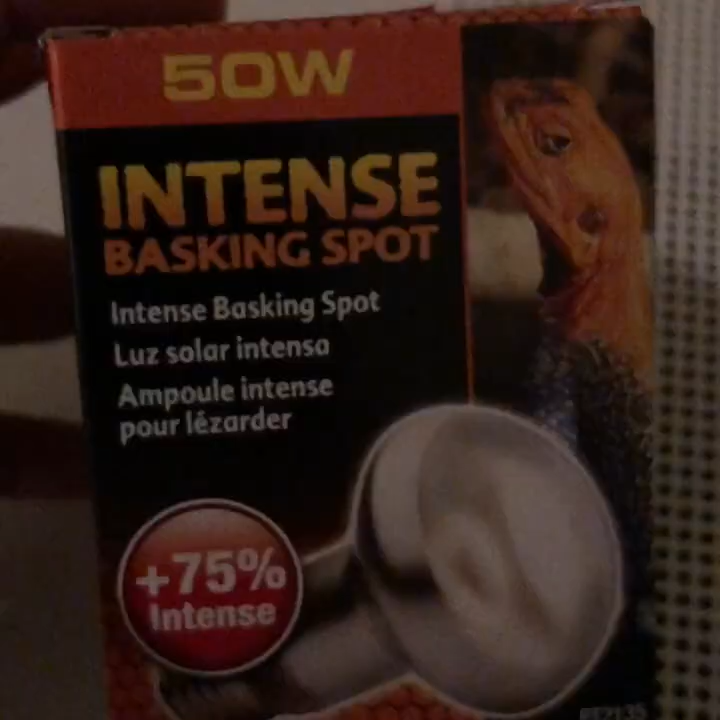 50W
INTENSE
BASKING SPOT
Intense Basking Spot
Luz solar intensa
Ampoule intense
pour lézarder
+75%
Intense